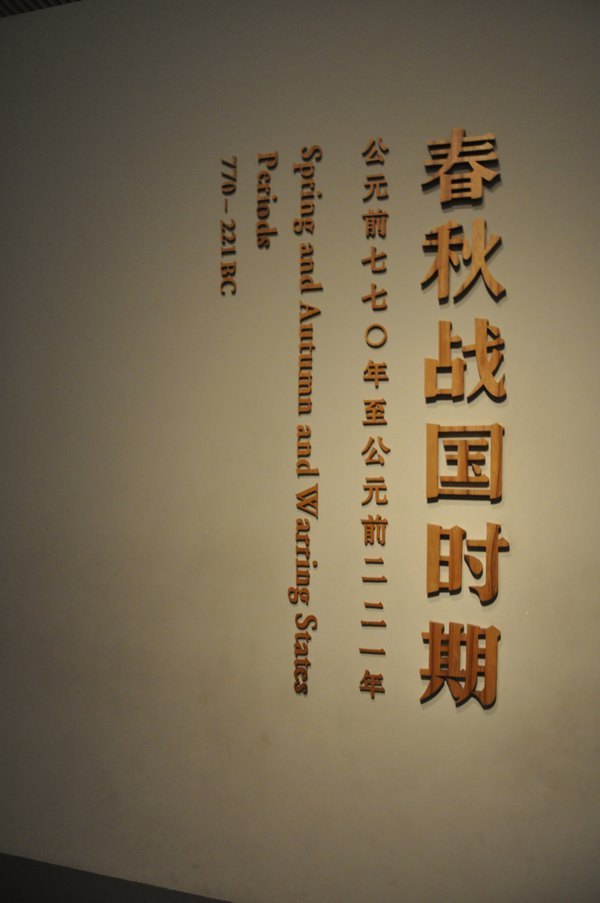 春秋战国时期
公元前七七〇年至公元前二二一年
Spring and Autumn and Warring States
Periods
770 – 221 BC